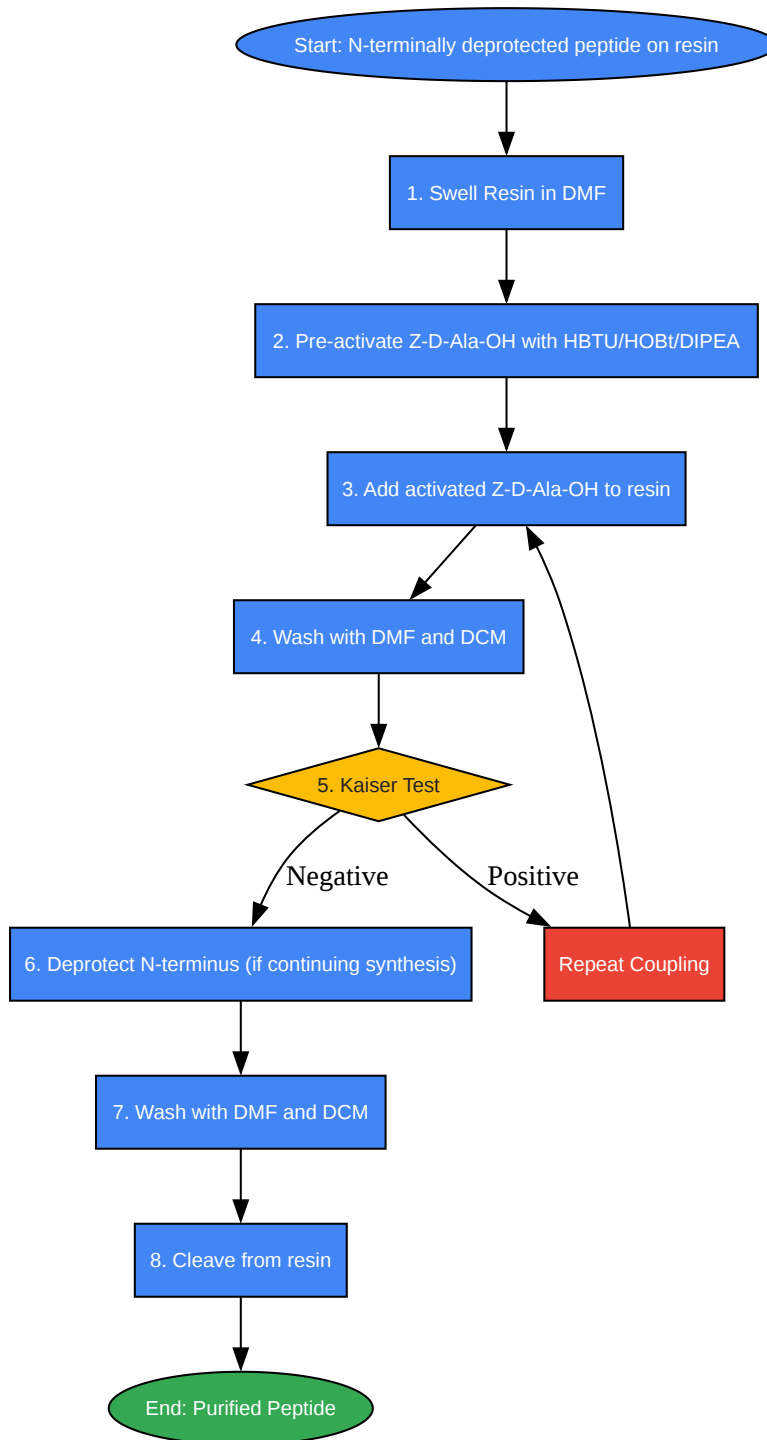 Start: N-terminally deprotected peptide on resin
1. Swell Resin in DMF
2. Pre-activate Z-D-Ala-OH with HBTU/HOBt/DIPEA
3. Add activated Z-D-Ala-OH to resin
4. Wash with DMF and DCM
5. Kaiser Test
Negative
Positive
6. Deprotect N-terminus (if continuing synthesis)
Repeat Coupling
7. Wash with DMF and DCM
8. Cleave from resin
End: Purified Peptide